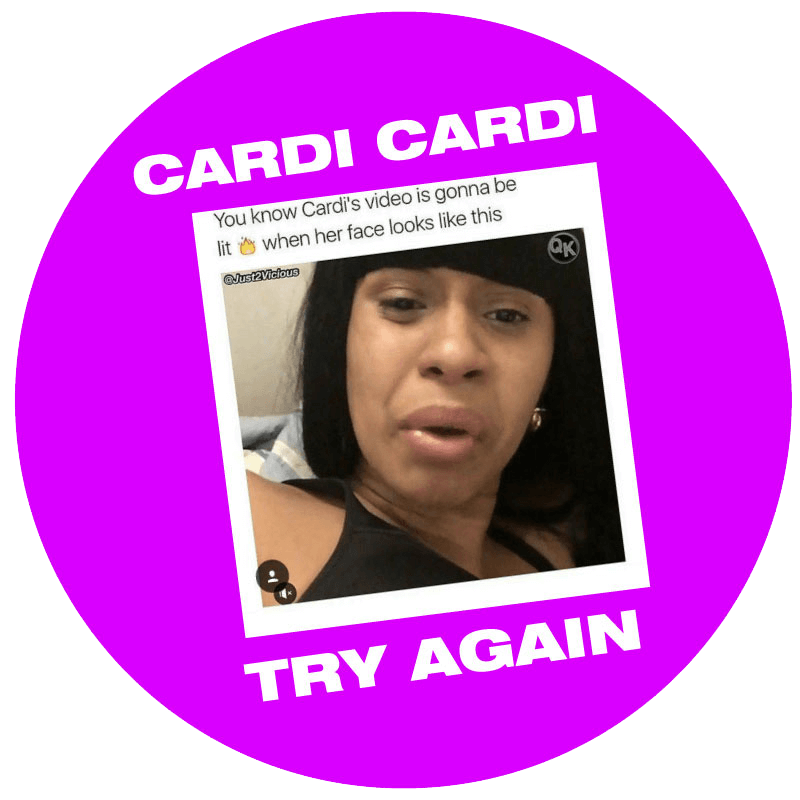 CARDI CARDI
You know Cardi's video is gonna be
lit 🔥 when her face looks like this
QK
@Just2Vicious
TRY AGAIN